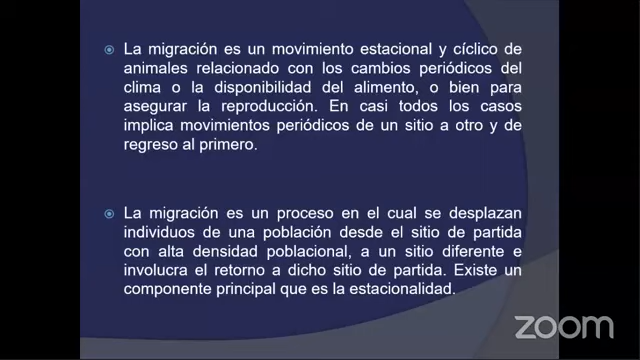 La migración es un movimiento estacional y cíclico de
animales relacionado con los cambios periódicos del
clima o la disponibilidad del alimento, o bien para
asegurar la reproducción. En casi todos los casos
implica movimientos periódicos de un sitio a otro y de
regreso al primero.
La migración es un proceso en el cual se desplazan
individuos de una población desde el sitio de partida
con alta densidad poblacional, a un sitio diferente e
involucra el retorno a dicho sitio de partida. Existe un
componente principal que es la estacionalidad.
zoom